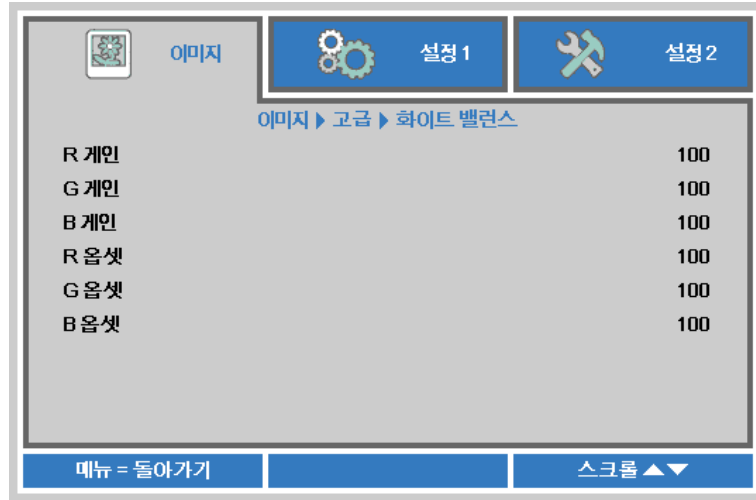 이미지 설정 1 설정 2
이미지 ▶ 고급 ▶ 화이트 밸런스
R 게인 100
G 게인 100
B 게인 100
R 옵셋 100
G 옵셋 100
B 옵셋 100
메뉴 = 돌아가기 스크롤 ▲▼